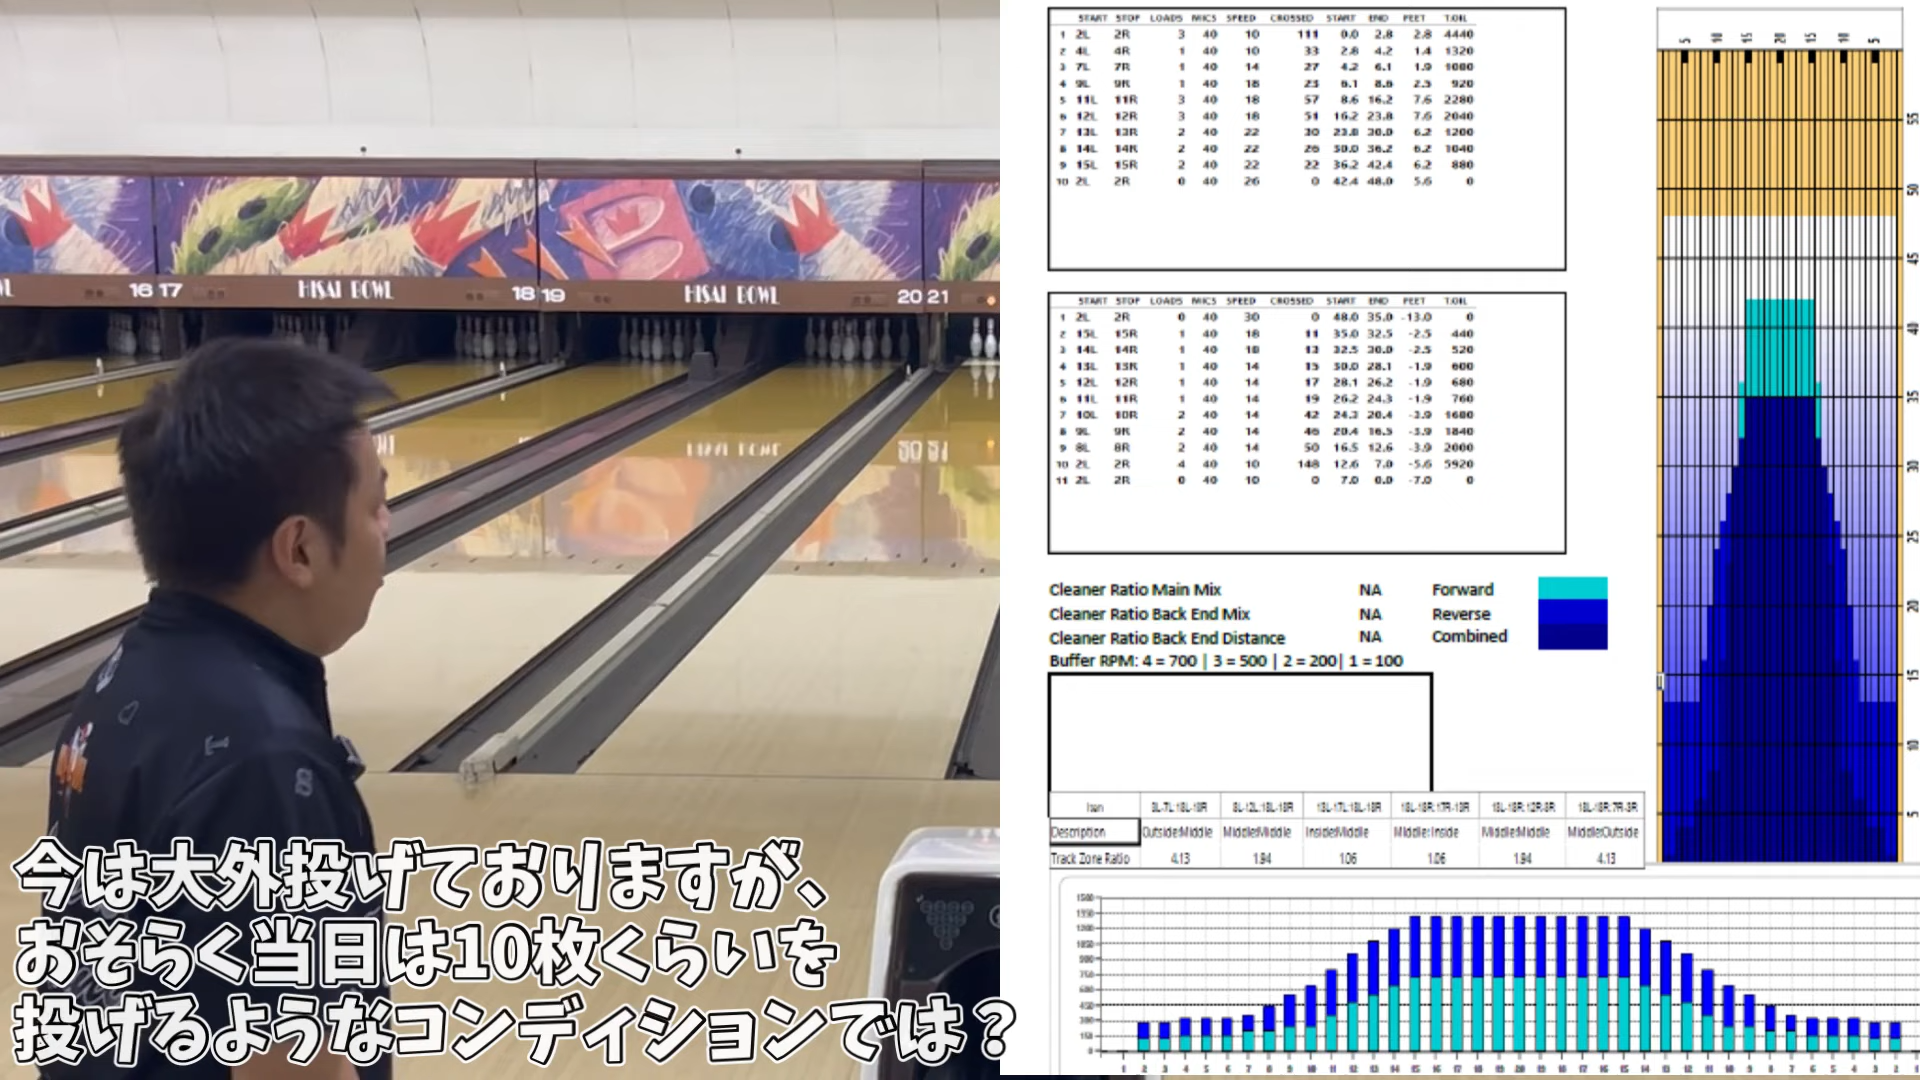 16 17
HISAI BOWL
18 19
HISAI BOWL
20 21
今は大外投げておりますが、
おそらく当日は10枚くらいを
投げるようなコンディションでは？
START STOP LOADS MICS SPEED CROSSED START END FEET T.OIL
1 2L 2R 3 40 10 111 0.0 2.8 2.8 4440
2 4L 4R 1 40 10 33 2.8 4.2 1.4 1320
3 7L 7R 1 40 14 27 4.2 6.1 1.9 1080
4 9L 9R 1 40 18 23 6.1 8.6 2.5 920
5 11L 11R 3 40 18 57 8.6 16.2 7.6 2280
6 12L 12R 3 40 18 51 16.2 23.8 7.6 2040
7 13L 13R 2 40 22 30 23.8 30.0 6.2 1200
8 14L 14R 2 40 22 26 30.0 36.2 6.2 1040
9 15L 15R 2 40 22 22 36.2 42.4 6.2 880
10 2L 2R 0 40 26 0 42.4 48.0 5.6 0
START STOP LOADS MICS SPEED CROSSED START END FEET T.OIL
1 2L 2R 0 40 30 0 48.0 35.0 -13.0 0
2 15L 15R 1 40 18 11 35.0 32.5 -2.5 440
3 14L 14R 1 40 18 13 32.5 30.0 -2.5 520
4 13L 13R 1 40 14 15 30.0 28.1 -1.9 600
5 12L 12R 1 40 14 17 28.1 26.2 -1.9 680
6 11L 11R 1 40 14 19 26.2 24.3 -1.9 760
7 10L 10R 2 40 14 42 24.3 20.4 -3.9 1680
8 9L 9R 2 40 14 46 20.4 16.5 -3.9 1840
9 8L 8R 2 40 14 50 16.5 12.6 -3.9 2000
10 2L 2R 4 40 10 148 12.6 7.0 -5.6 5920
11 2L 2R 0 40 10 0 7.0 0.0 -7.0 0
Cleaner Ratio Main Mix NA Forward
Cleaner Ratio Back End Mix NA Reverse
Cleaner Ratio Back End Distance NA Combined
Buffer RPM: 4 = 700 | 3 = 500 | 2 = 200| 1 = 100
Description Outside:Middle Middle:Middle Inside:Middle Middle: Inside Middle:Middle Middle:Outside
Track Zone Ratio 4.13 1.94 1.06 1.06 1.94 4.13
5 10 15 20 15 10 5
55
50
45
40
35
30
25
20
15
10
5